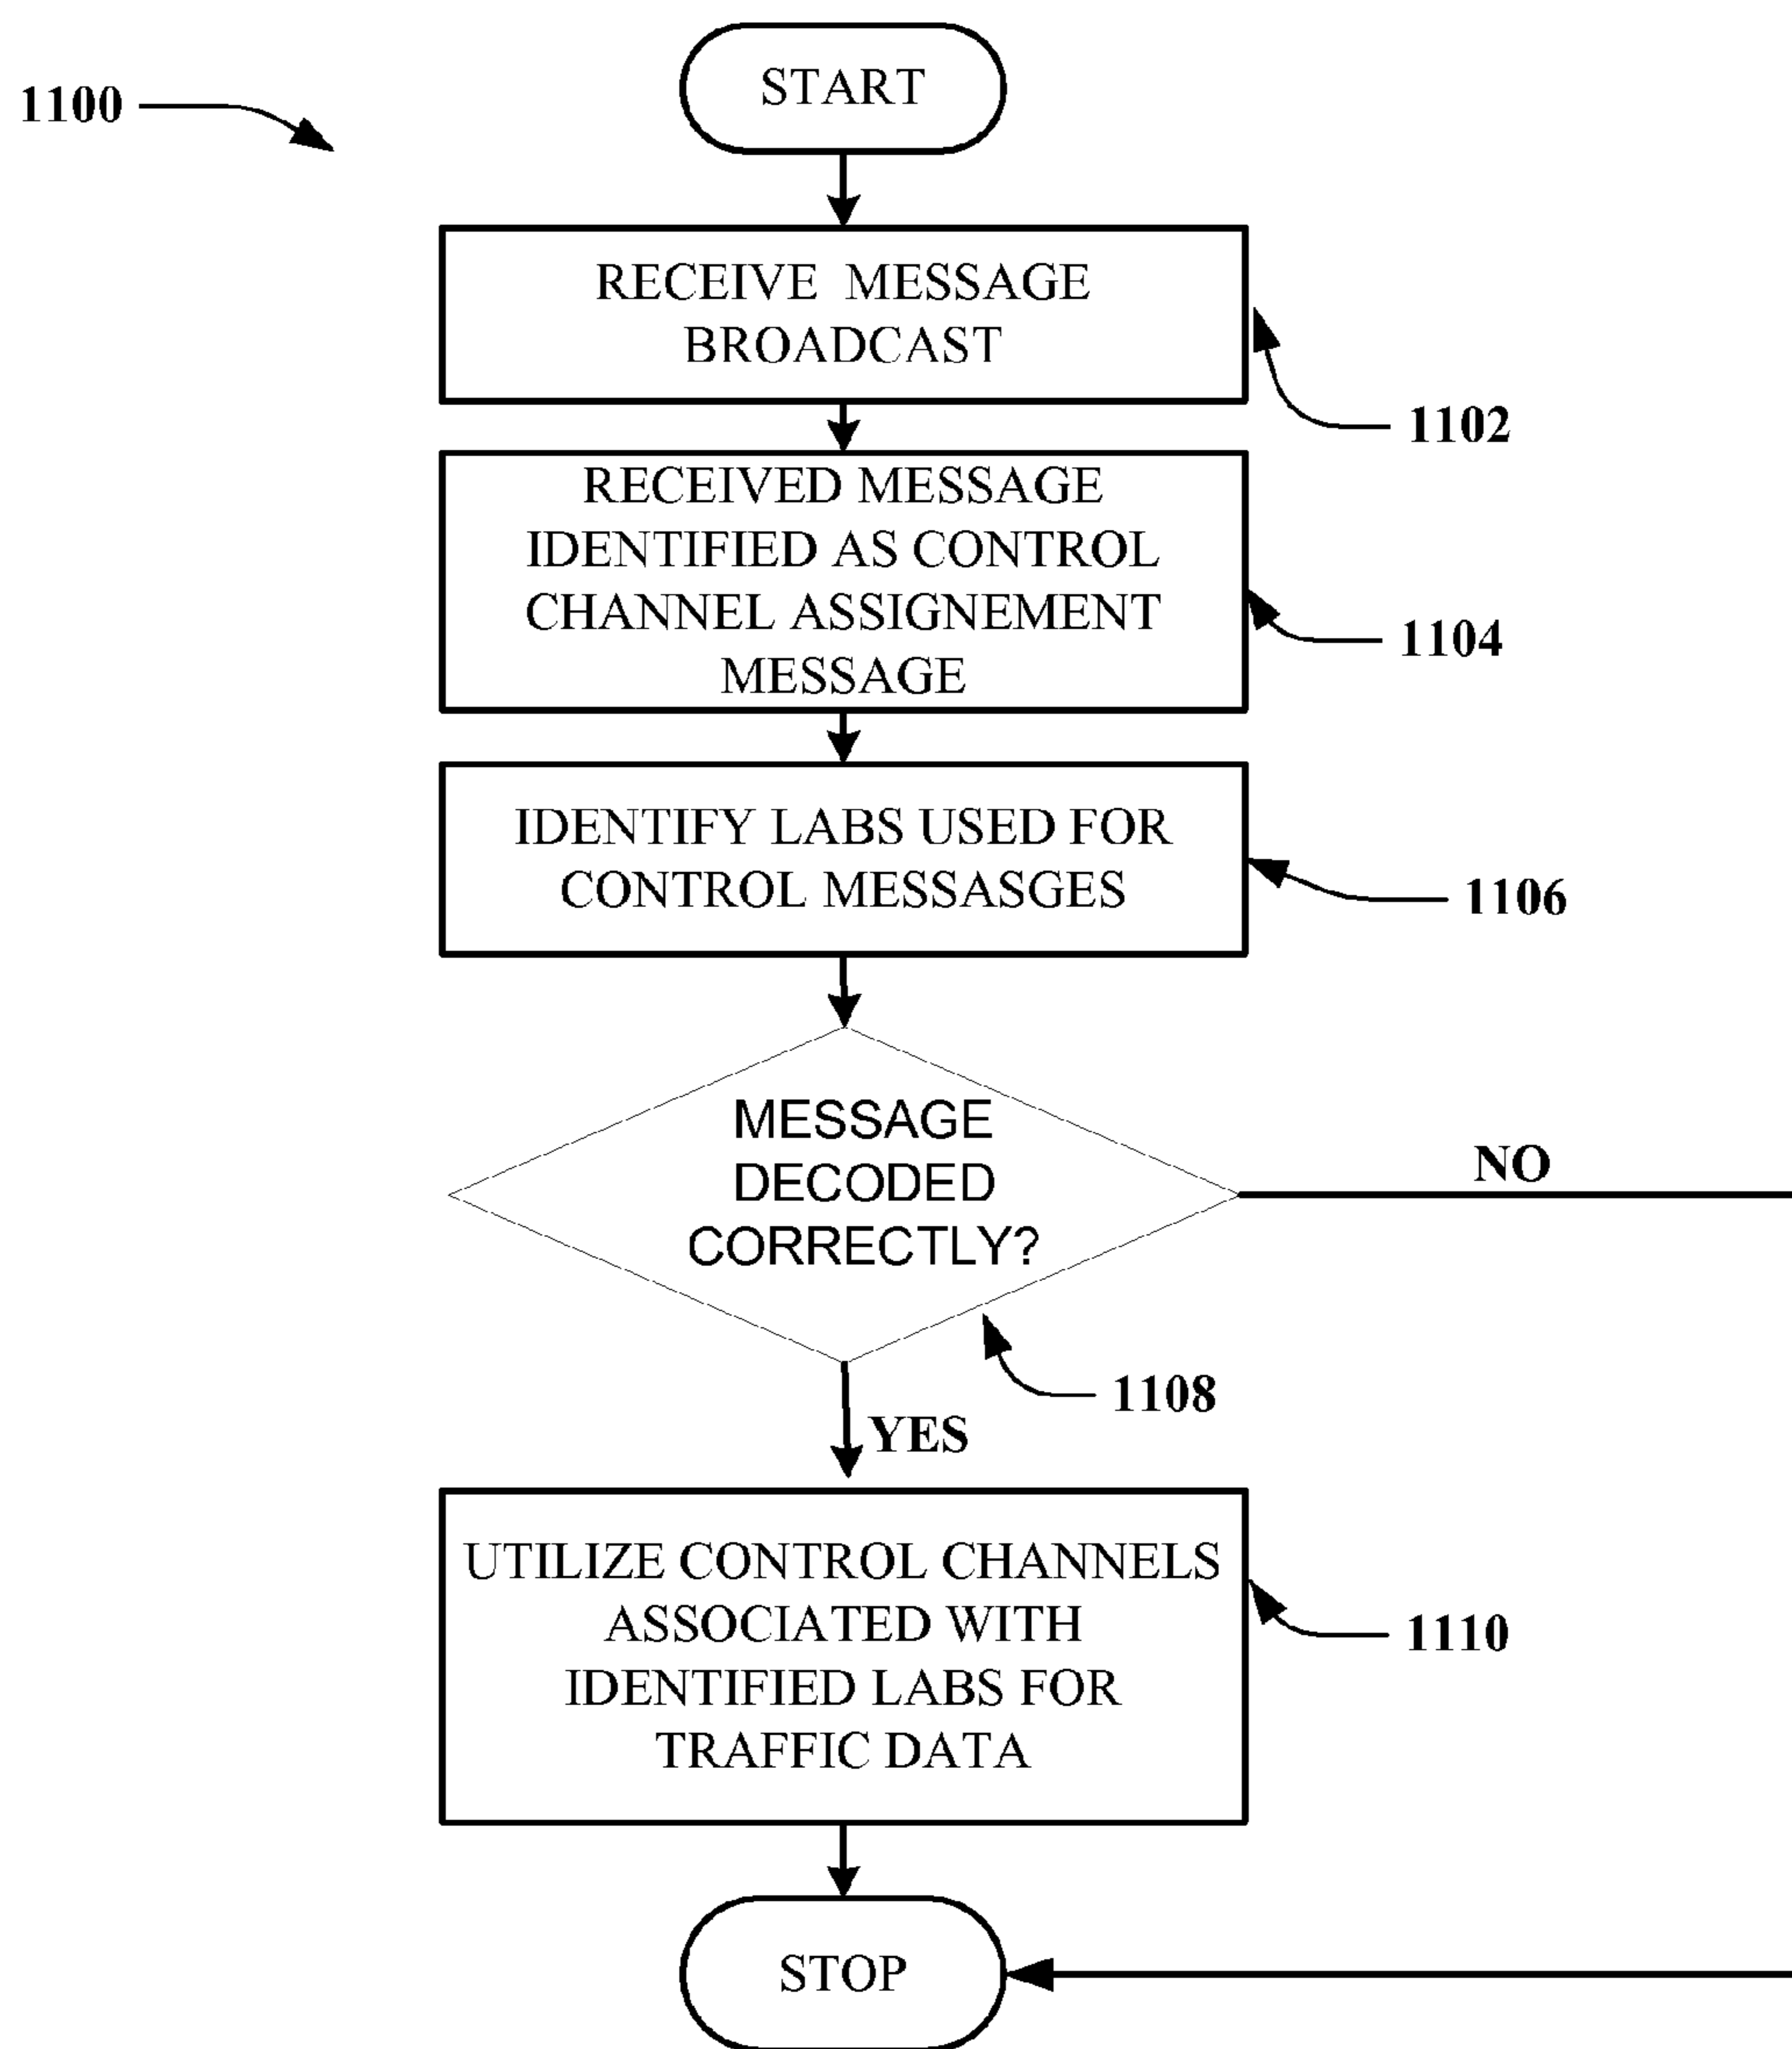 START
1100
RECEIVE MESSAGE
BROADCAST
1102
RECEIVED MESSAGE
IDENTIFIED AS CONTROL
CHANNEL ASSIGNEMENT
MESSAGE
1104
IDENTIFY LABS USED FOR
CONTROL MESSASGES
1106
MESSAGE
DECODED
CORRECTLY?
NO
1108
YES
UTILIZE CONTROL CHANNELS
ASSOCIATED WITH
IDENTIFIED LABS FOR
TRAFFIC DATA
1110
STOP